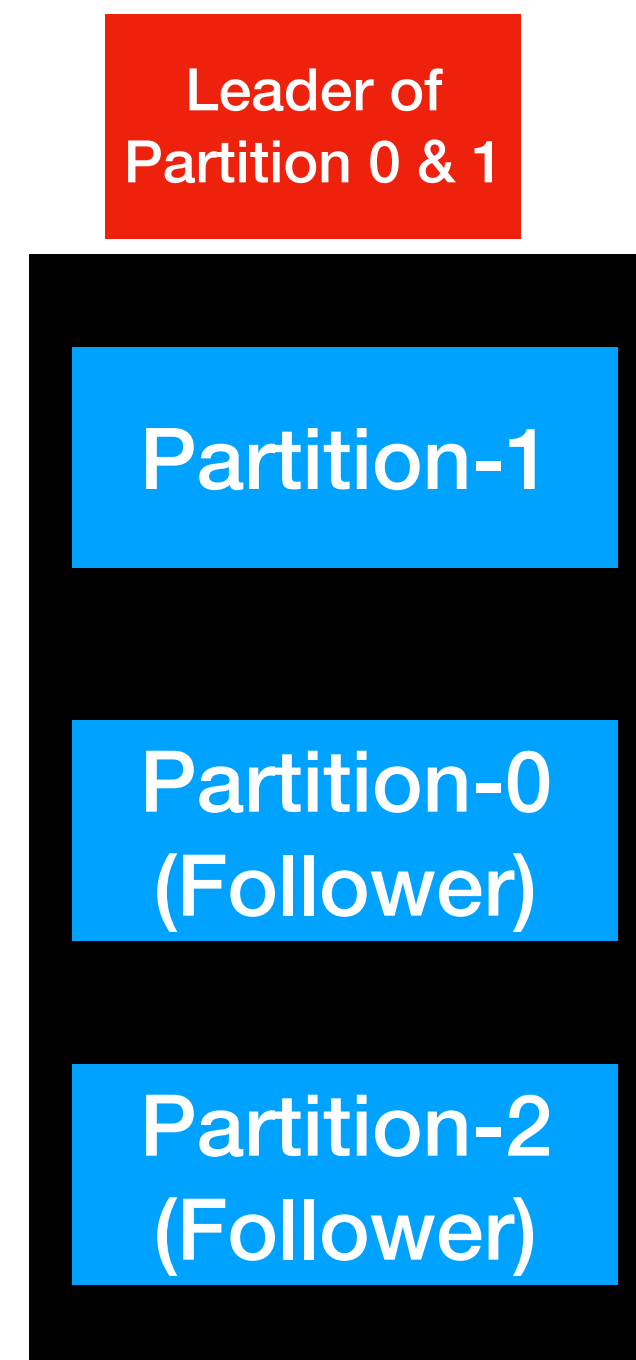 Leader of
Partition 0 & 1
Partition-1
Partition-0
(Follower)
Partition-2
(Follower)